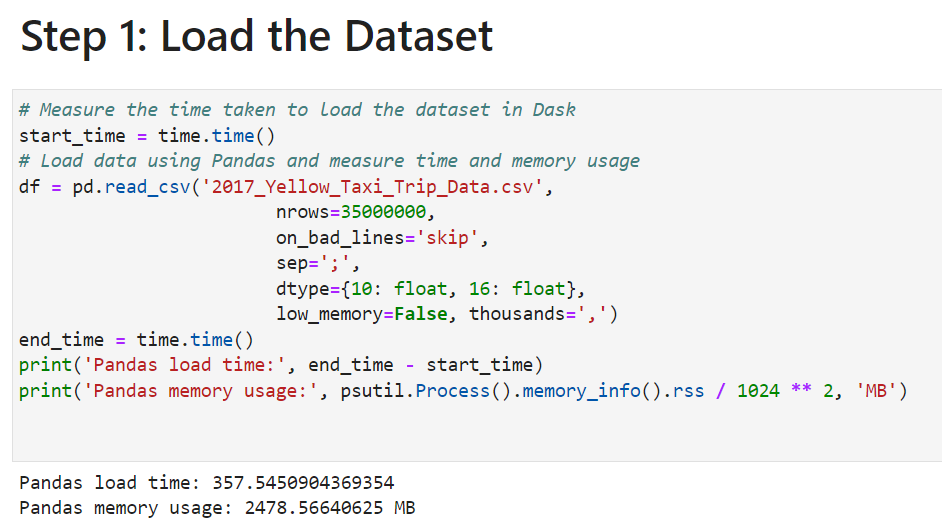 Step 1: Load the Dataset
# Measure the time taken to load the dataset in Dask
start_time = time.time()
# Load data using Pandas and measure time and memory usage
df = pd.read_csv('2017_Yellow_Taxi_Trip_Data.csv',
nrows=35000000,
on_bad_lines='skip',
sep=';',
dtype={10: float, 16: float},
low_memory=False, thousands=',')
end_time = time.time()
print('Pandas load time:', end_time - start_time)
print('Pandas memory usage:', psutil.Process().memory_info().rss / 1024 ** 2, 'MB')
Pandas load time: 357.5450904369354
Pandas memory usage: 2478.56640625 MB